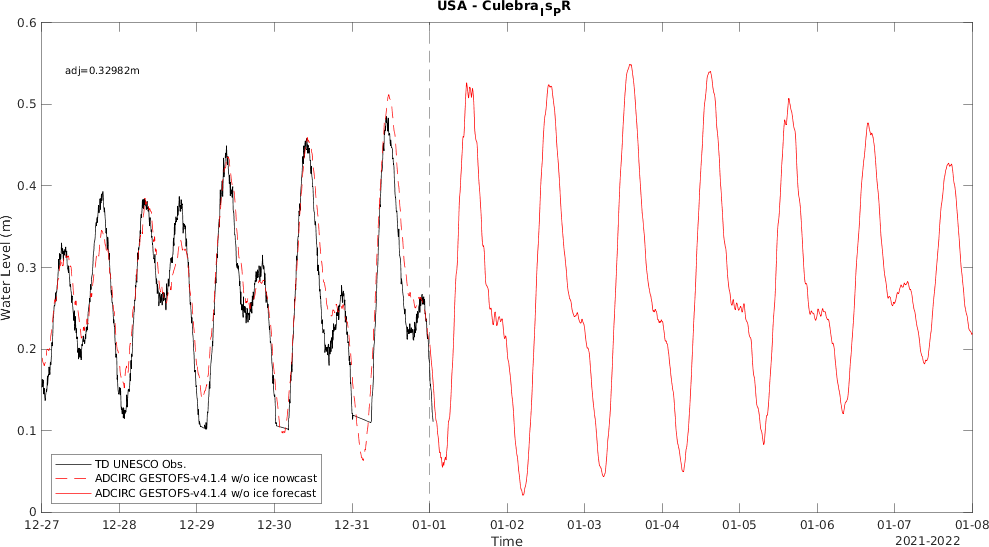 USA - CulebraIsPR
0.6
adj=0.32982m
0.5
0.4
0.3
0.2
0.1
0
Water Level (m)
TD UNESCO Obs.
ADCIRC GESTOFS-v4.1.4 w/o ice nowcast
ADCIRC GESTOFS-v4.1.4 w/o ice forecast
12-27 12-28 12-29 12-30 12-31 01-01 01-02 01-03 01-04 01-05 01-06 01-07 01-08
Time
2021-2022